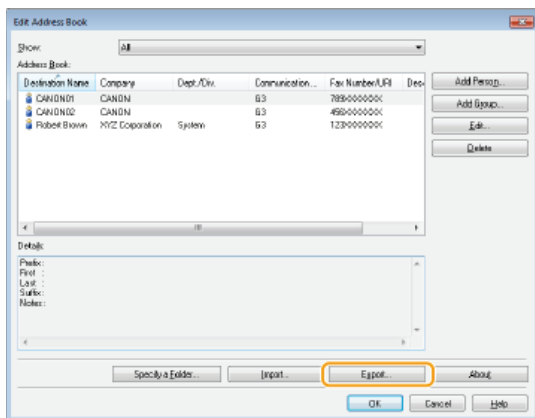 Edit Address Book
Show: All
Address Book:
Destination Name Company Dept./Div. Communication... Fax Number/URI Des
CANON01 CANON G3 789XXXXXXX
CANON02 CANON G3 456XXXXXXX
Robert Brown XYZ Corporation System G3 123XXXXXXX
Add Person...
Add Group...
Edit...
Delete
Details:
Prefix:
First :
Last :
Suffix:
Notes:
Specify a Folder... Import... Export... About
OK Cancel Help